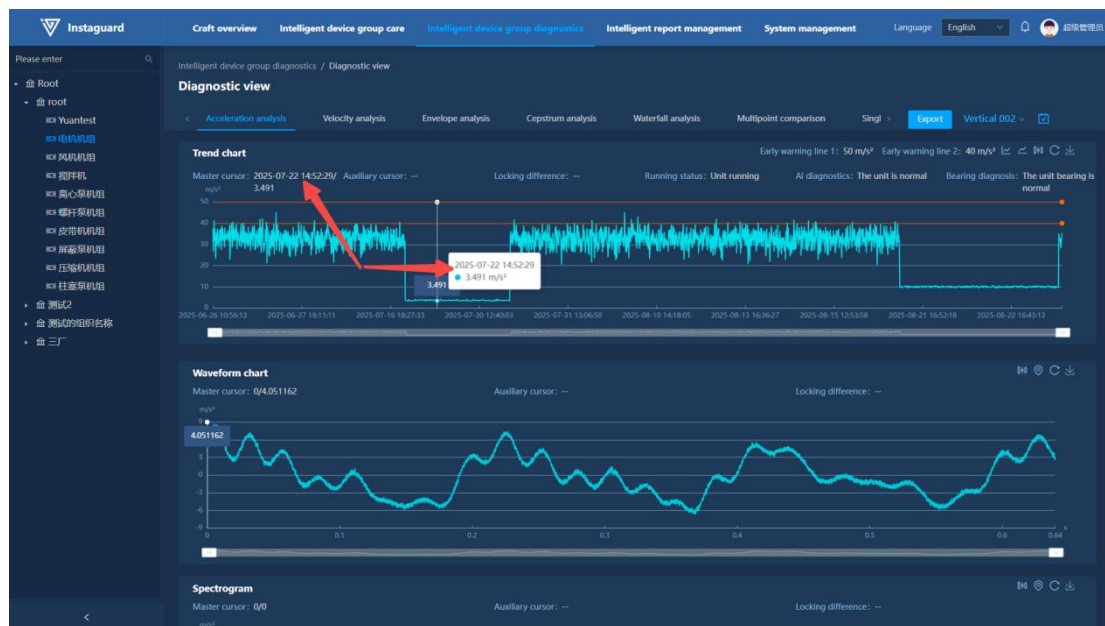 Instaguard
Craft overview Intelligent device group care Intelligent device group diagnostics Intelligent report management System management Language English 超级管理员
Please enter
Root
root
Yuantest
电机机组
风机机组
搅拌机
离心泵机组
螺杆泵机组
皮带机机组
屏蔽泵机组
压缩机机组
柱塞泵机组
测试2
测试的组织名称
三厂
Intelligent device group diagnostics / Diagnostic view
Diagnostic view
Acceleration analysis Velocity analysis Envelope analysis Cepstrum analysis Waterfall analysis Multipoint comparison Singl Export Vertical 002
Trend chart
Early warning line 1: 50 m/s² Early warning line 2: 40 m/s²
Master cursor: 2025-07-22 14:52:29/ Auxiliary cursor: -- Locking difference: -- Running status: Unit running Ai diagnostics: The unit is normal Bearing diagnosis: The unit bearing is
3.491 normal
m/s²
50
40
30
20
10
0
2025-07-22 14:52:29
3.491 m/s²
3.491
2025-06-26 10:56:13 2025-06-27 19:11:11 2025-07-16 18:27:33 2025-07-30 12:40:03 2025-07-31 13:06:50 2025-08-10 14:18:05 2025-08-13 16:36:27 2025-08-15 12:53:58 2025-08-21 16:52:18 2025-08-22 16:43:13
Waveform chart
Master cursor: 0/4.051162 Auxiliary cursor: -- Locking difference: --
m/s²
9
4.051162
3
0
-3
-6
-9
0 0.1 0.2 0.3 0.4 0.5 0.6 0.64
s
Spectrogram
Master cursor: 0/0 Auxiliary cursor: -- Locking difference: --
m/s²